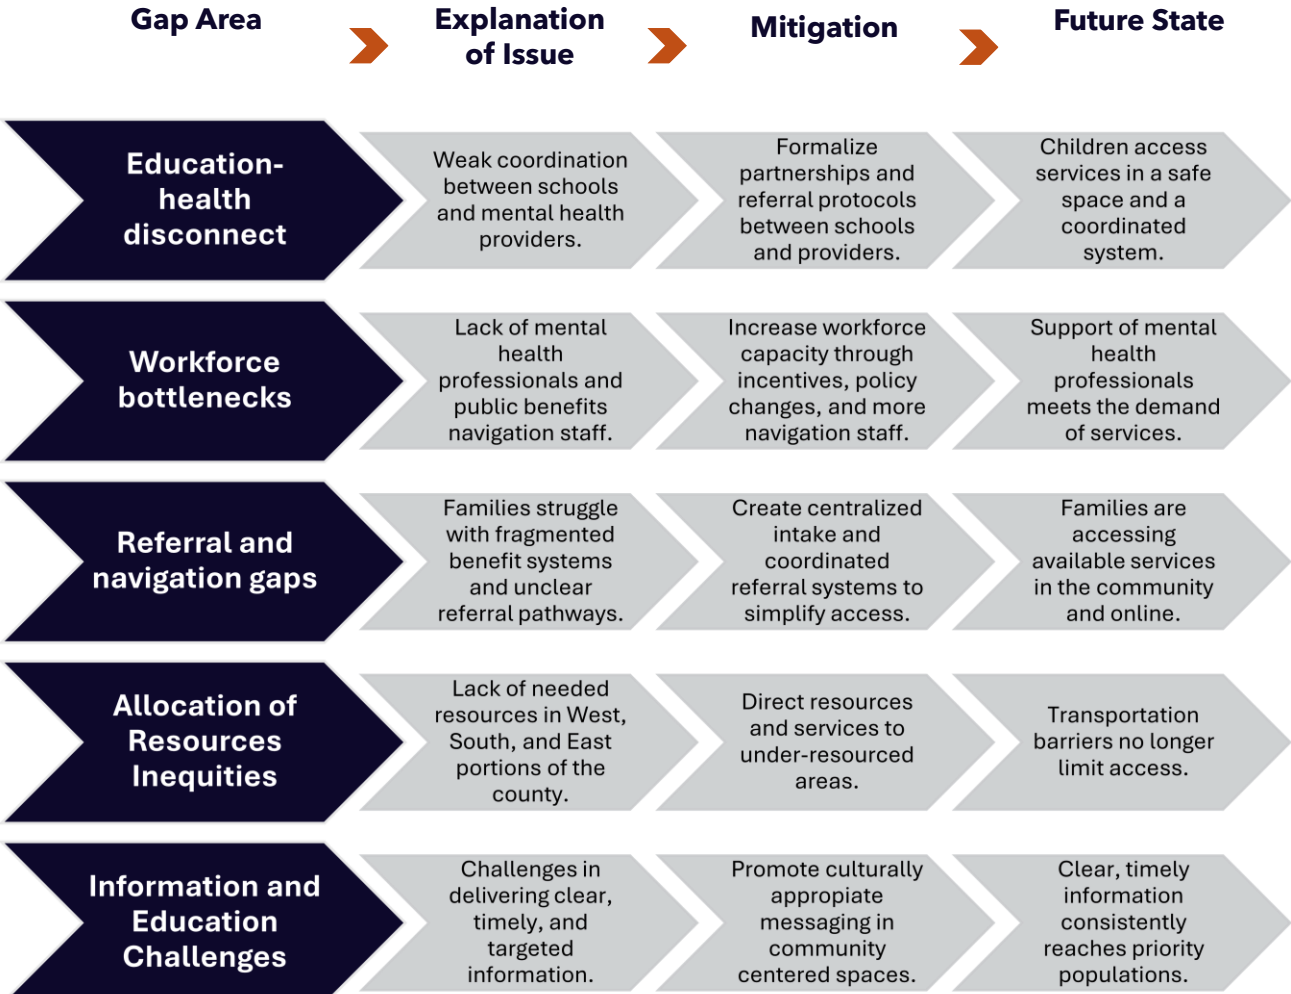 Gap Area
Explanation
of Issue
Mitigation
Future State
Education-
health
disconnect
Weak coordination
between schools
and mental health
providers.
Formalize
partnerships and
referral protocols
between schools
and providers.
Children access
services in a safe
space and a
coordinated
system.
Workforce
bottlenecks
Lack of mental
health
professionals and
public benefits
navigation staff.
Increase workforce
capacity through
incentives, policy
changes, and more
navigation staff.
Support of mental
health
professionals
meets the demand
of services.
Referral and
navigation gaps
Families struggle
with fragmented
benefit systems
and unclear
referral pathways.
Create centralized
intake and
coordinated
referral systems to
simplify access.
Families are
accessing
available services
in the community
and online.
Allocation of
Resources
Inequities
Lack of needed
resources in West,
South, and East
portions of the
county.
Direct resources
and services to
under-resourced
areas.
Transportation
barriers no longer
limit access.
Information and
Education
Challenges
Challenges in
delivering clear,
timely, and
targeted
information.
Promote culturally
appropiate
messaging in
community
centered spaces.
Clear, timely
information
consistently
reaches priority
populations.